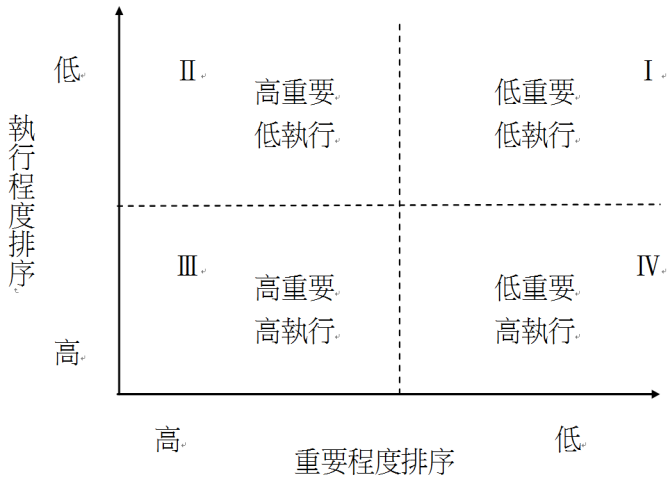 低
Ⅱ
高重要
低執行
低重要
低執行
Ⅰ
執行程度排序
Ⅲ
高重要
高執行
低重要
高執行
Ⅳ
高
高
低
重要程度排序